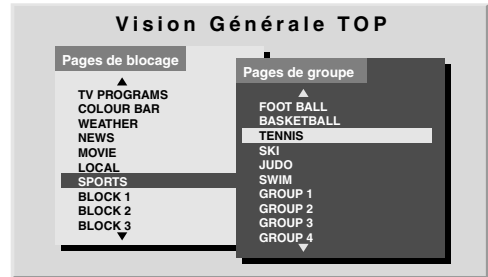 Vision Générale TOP
Pages de blocage
TV PROGRAMS
COLOUR BAR
WEATHER
NEWS
MOVIE
LOCAL
SPORTS
BLOCK 1
BLOCK 2
BLOCK 3
Pages de groupe
FOOT BALL
BASKETBALL
TENNIS
SKI
JUDO
SWIM
GROUP 1
GROUP 2
GROUP 3
GROUP 4